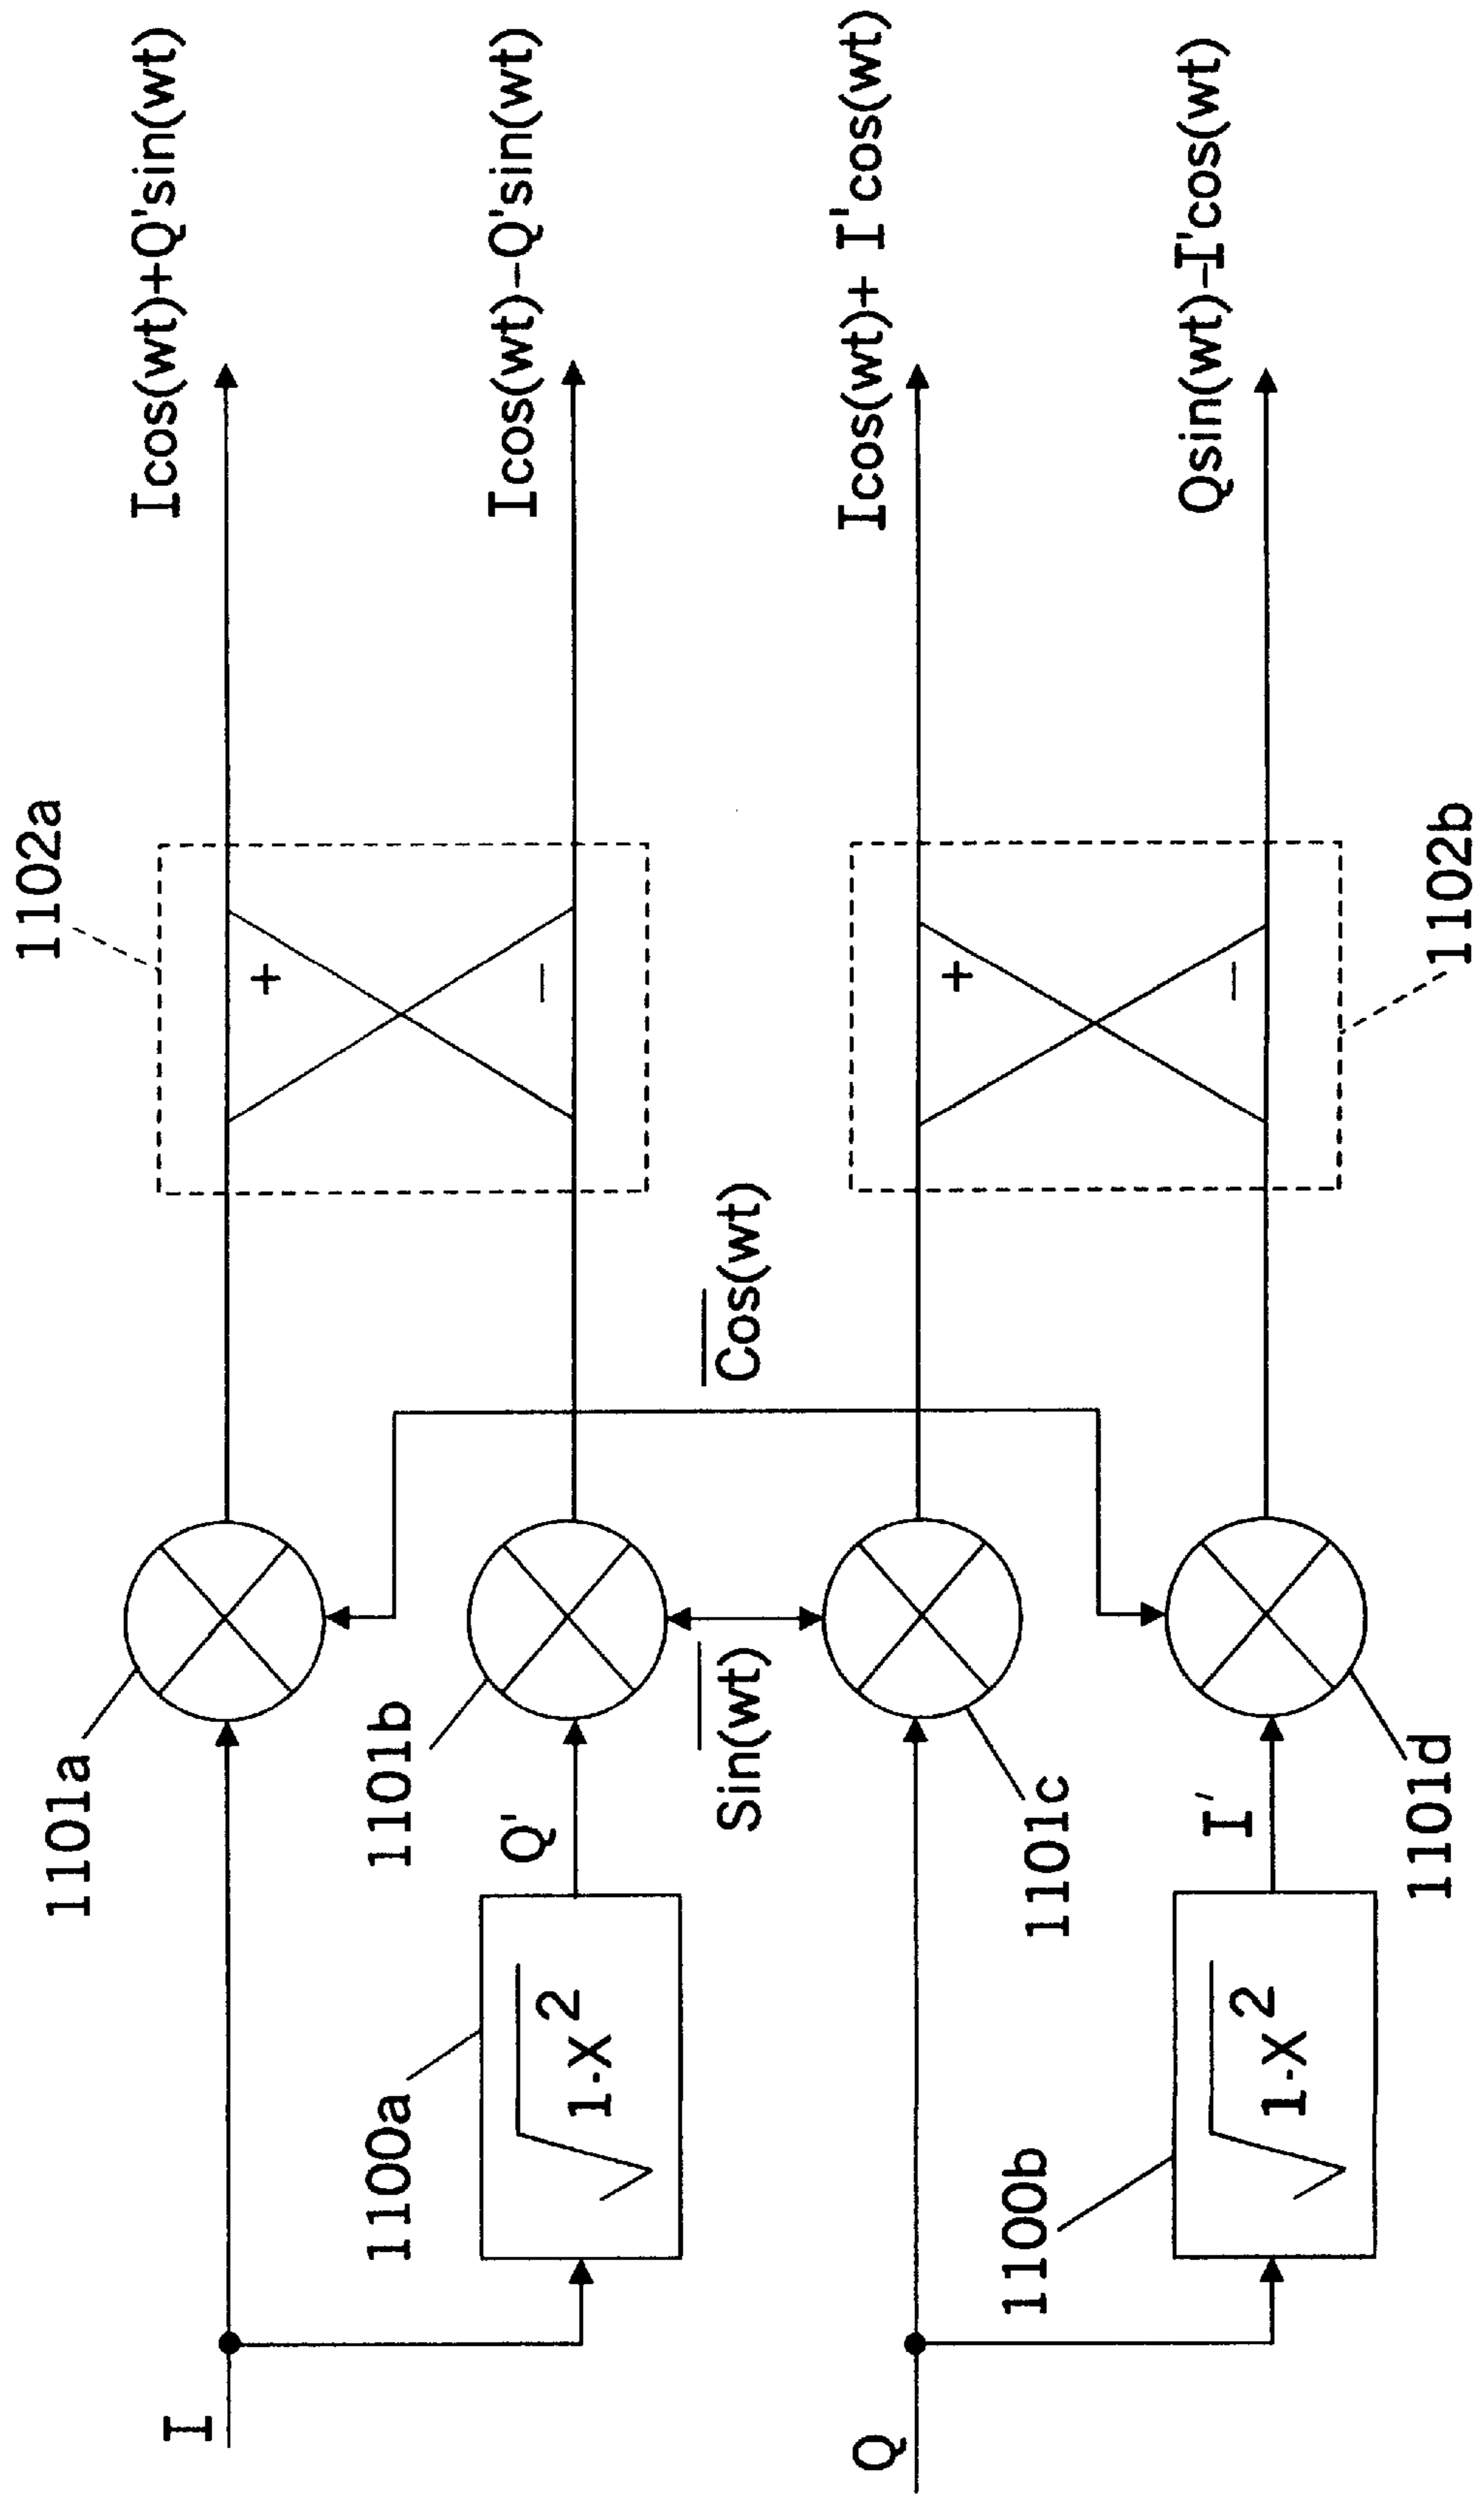 I
1101a
1102a
Icos(wt)+Q'sin(wt)
1100a
√1-x²
Q'
1101b
+
−
Icos(wt)-Q'sin(wt)
Sin(wt)
Cos(wt)
Q
1101c
1102b
Icos(wt)+ I'cos(wt)
1100b
√1-x²
I'
1101d
+
−
Qsin(wt)-I'cos(wt)